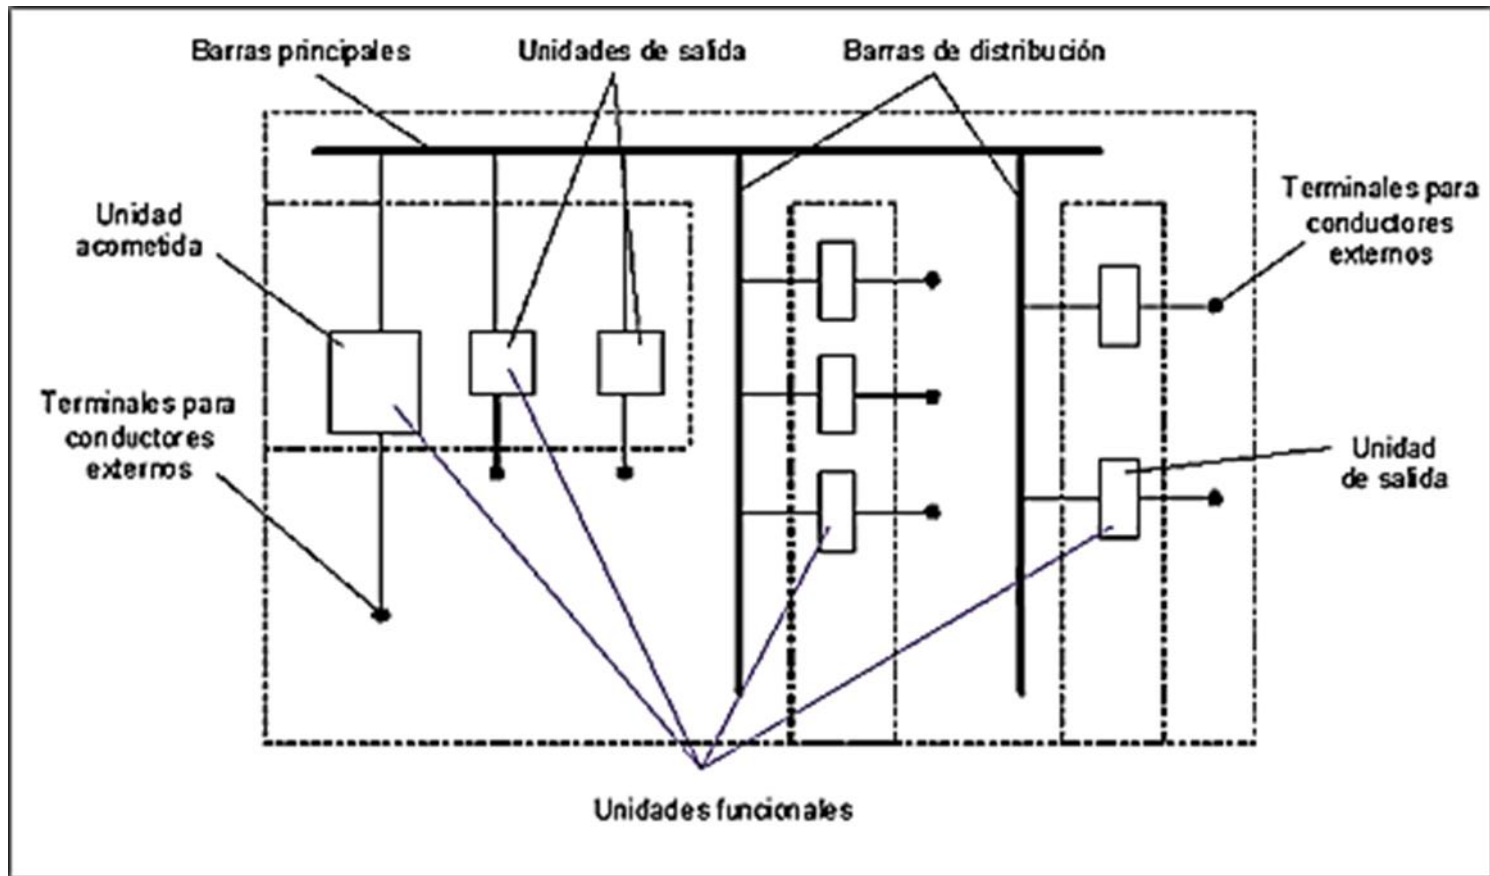 Barras principales
Unidades de salida
Barras de distribución
Terminales para
conductores
externos
Unidad
acometida
Terminales para
conductores
externos
Unidad
de salida
Unidades funcionales